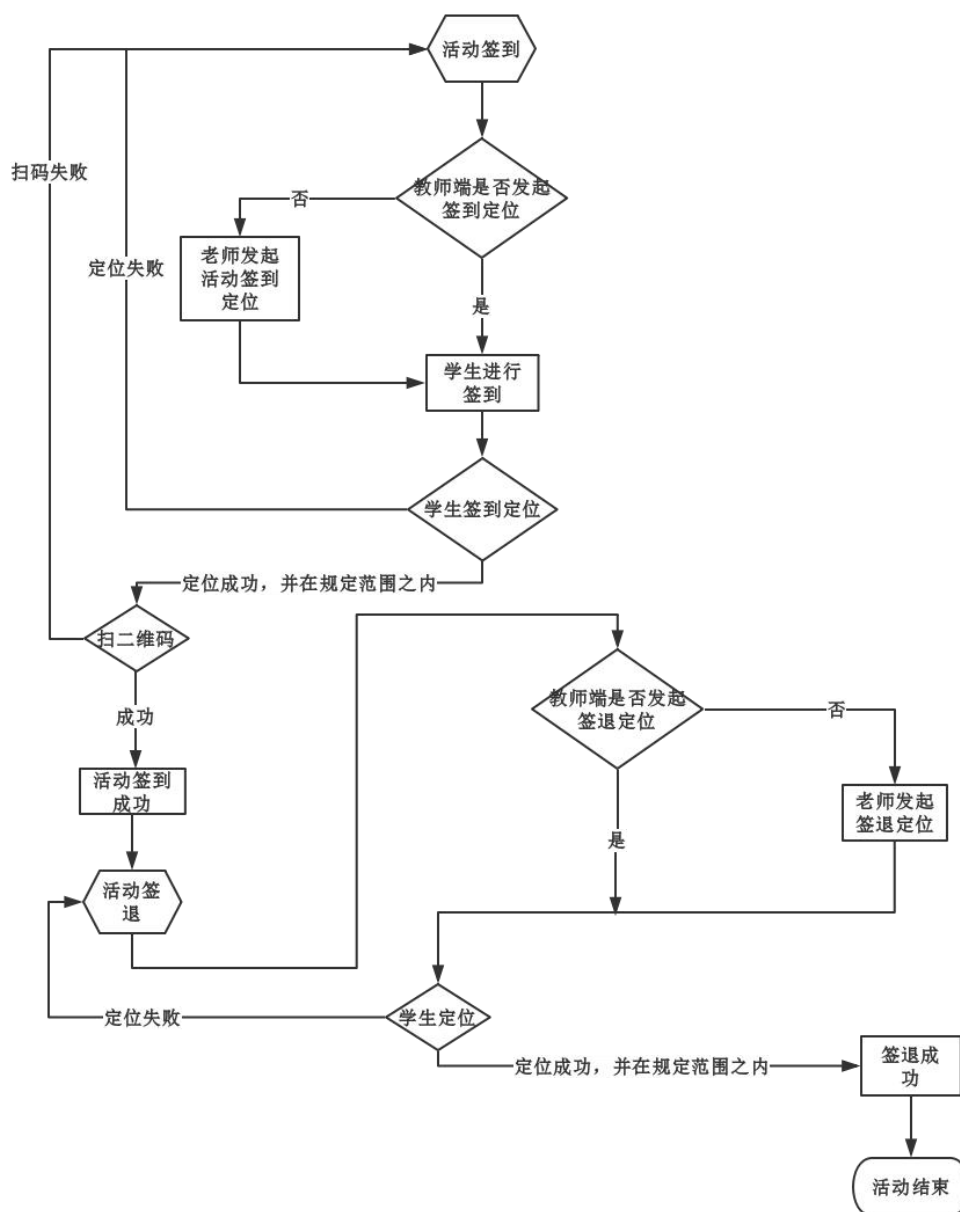 活动签到
扫码失败
教师端是否发起
签到定位
否
老师发起
活动签到
定位
定位失败
是
学生进行
签到
学生签到定位
定位成功，并在规定范围之内
扫二维码
教师端是否发起
签退定位
否
成功
活动签到
成功
老师发起
签退定位
是
活动签
退
定位失败
学生定位
定位成功，并在规定范围之内
签退成
功
活动结束